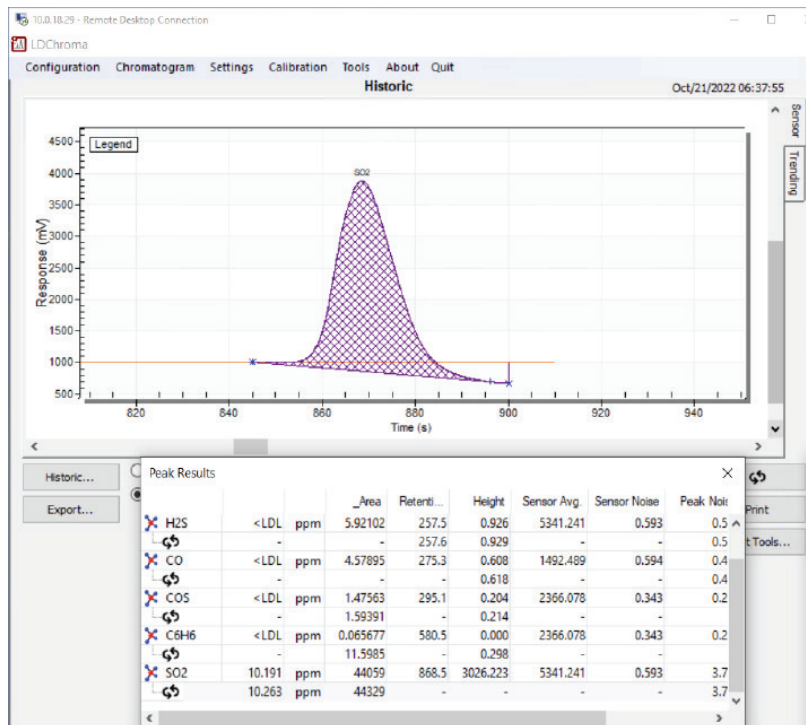 10.0.18.29 - Remote Desktop Connection
LDChroma
Configuration Chromatogram Settings Calibration Tools About Quit
Historic Oct/21/2022 06:37:55
Sensor
Trending
Legend
SO2
Response (mV)
4500
4000
3500
3000
2500
2000
1500
1000
500
820 840 860 880 900 920 940
Time (s)
Historic...
Export...
Print
t Tools...
Peak Results
_Area Retenti... Height Sensor Avg. Sensor Noise Peak Nois
H2S <LDL ppm 5.92102 257.5 0.926 5341.241 0.593 0.5
- - 257.6 0.929 - - 0.5
CO <LDL ppm 4.57895 275.3 0.608 1492.489 0.594 0.4
- - - 0.618 - - 0.4
COS <LDL ppm 1.47563 295.1 0.204 2366.078 0.343 0.2
- 1.59391 - 0.214 - - 0.2
C6H6 <LDL ppm 0.065677 580.5 0.000 2366.078 0.343 0.2
- 11.5985 - 0.298 - - 0.2
SO2 10.191 ppm 44059 868.5 3026.223 5341.241 0.593 3.7
10.263 ppm 44329 - - - - 3.7